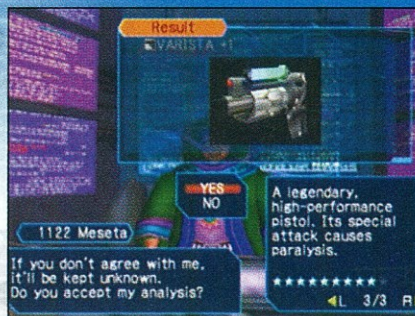 Result
VARISTA +1
YES
NO
1122 Meseta
If you don't agree with me,
it'll be kept unknown.
Do you accept my analysis?
A legendary,
high-performance
pistol. Its special
attack causes
paralysis.
★★★★★★★★★
◀L 3/3 R